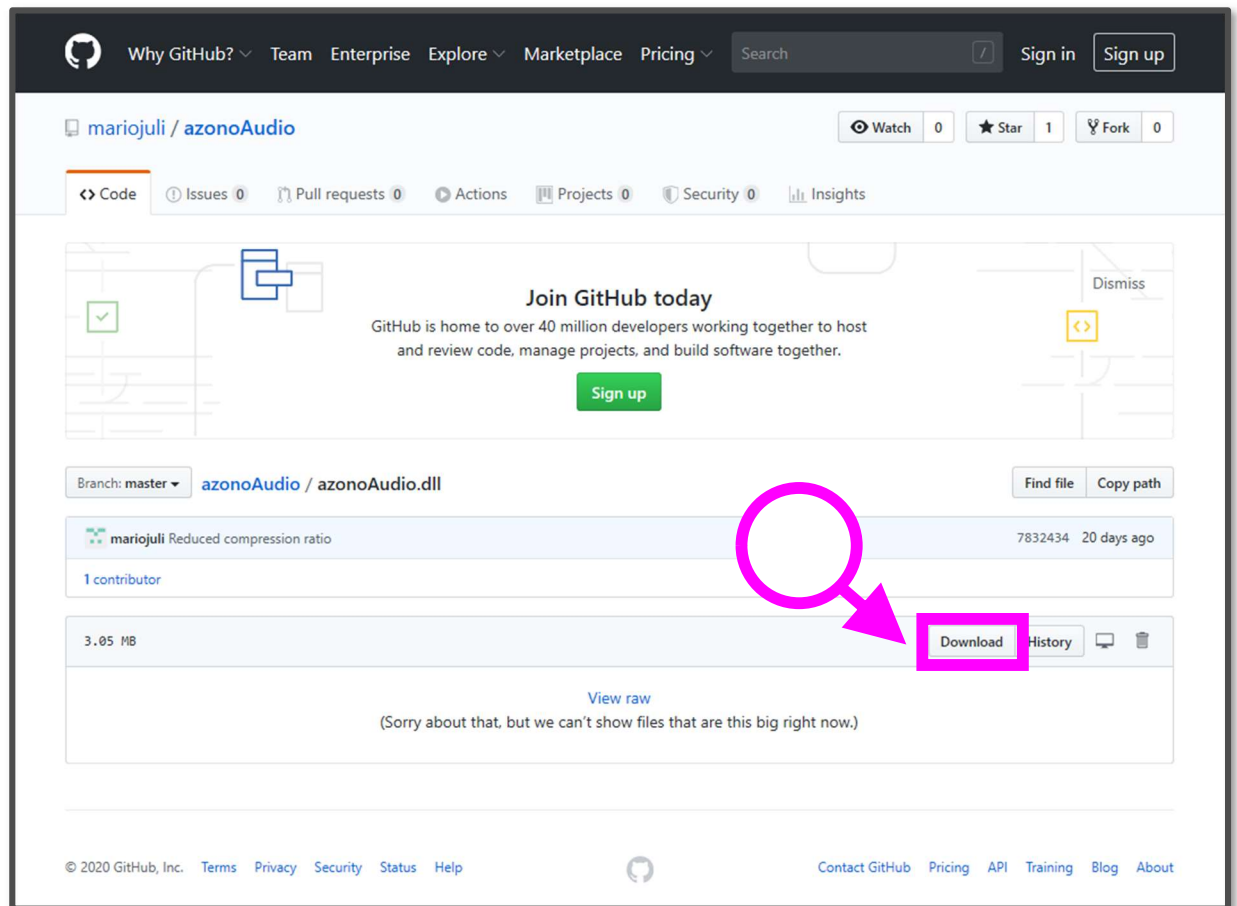 Why GitHub? Team Enterprise Explore Marketplace Pricing Search / Sign in Sign up
mariojuli / azonoAudio Watch 0 Star 1 Fork 0
Code Issues 0 Pull requests 0 Actions Projects 0 Security 0 Insights
Dismiss
Join GitHub today
GitHub is home to over 40 million developers working together to host
and review code, manage projects, and build software together.
Sign up
Branch: master azonoAudio / azonoAudio.dll Find file Copy path
mariojuli Reduced compression ratio 7832434 20 days ago
1 contributor
3.05 MB Download History
View raw
(Sorry about that, but we can't show files that are this big right now.)
© 2020 GitHub, Inc. Terms Privacy Security Status Help Contact GitHub Pricing API Training Blog About